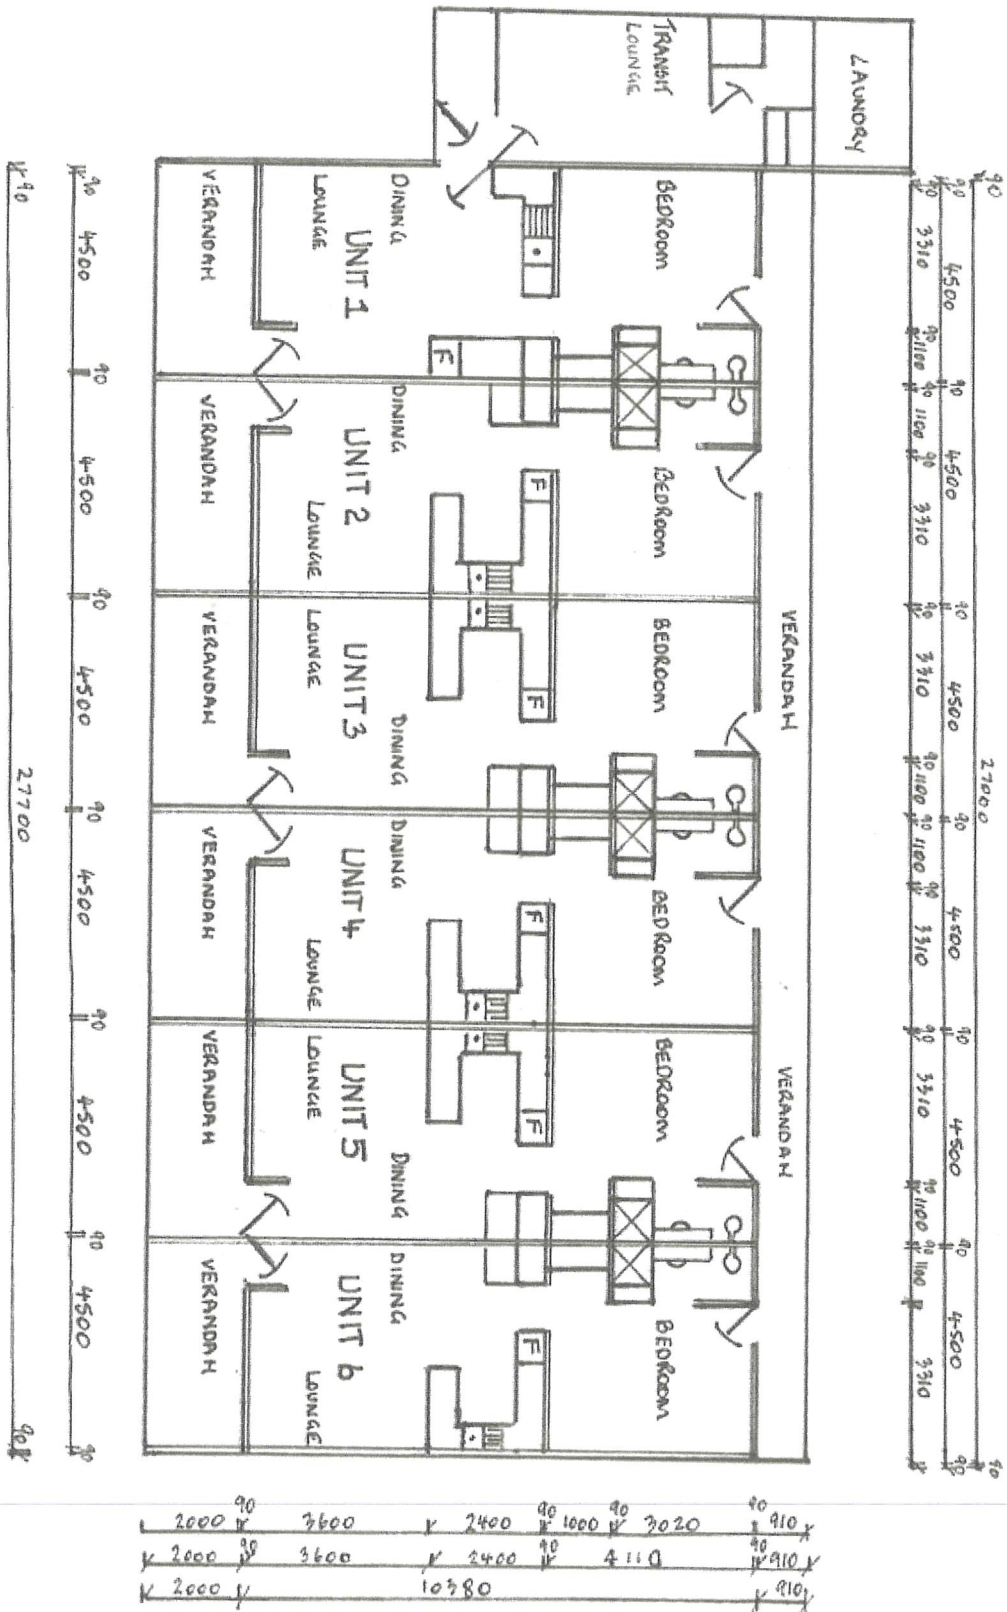 LAUNDRY
TRANSIT
LOUNGE
BEDROOM
DINING
LOUNGE
UNIT 1
VERANDAH
F
BEDROOM
DINING
UNIT 2
LOUNGE
VERANDAH
F
BEDROOM
LOUNGE
UNIT 3
DINING
VERANDAH
F
VERANDAH
BEDROOM
DINING
UNIT 4
LOUNGE
VERANDAH
F
BEDROOM
LOUNGE
UNIT 5
DINING
VERANDAH
F
VERANDAH
BEDROOM
DINING
UNIT 6
LOUNGE
VERANDAH
F
90 27700 90
90 4500 90 4500 90 4500 90 4500 90 4500 90 4500 90
90 3310 90 1100 90 1100 90 3310 90 3310 90 1100 90 1100 90 3310 90 3310 90 1100 90 1100 3310
90 4500 90 4500 90 4500 90 4500 90 4500 90 4500 90
90 27700 90
2000 90 3600 2400 90 1000 90 3020 90 910
2000 90 3600 2400 90 4110 90 910
2000 10380 910